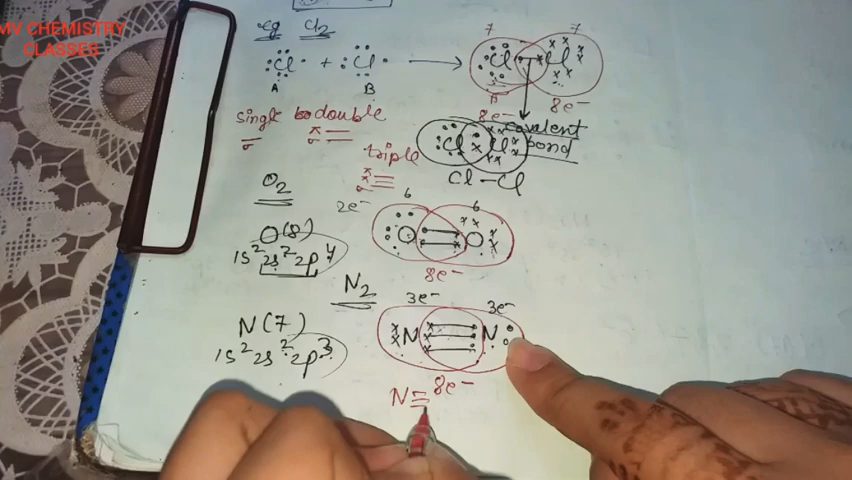 MV CHEMISTRY
CLASSES
eg Cl₂
7 7
Cl + Cl → Cl Cl
A B
8e⁻ 8e⁻
covalent
bond
Cl Cl
Cl – Cl
single double
σ π σ
triple
π π σ
O₂
2e⁻ 6 6
O(8)
1s² 2s² 2p⁴
O O
8e⁻
N₂
3e⁻ 3e⁻
N(7)
1s² 2s² 2p³
N N
8e⁻
N≡